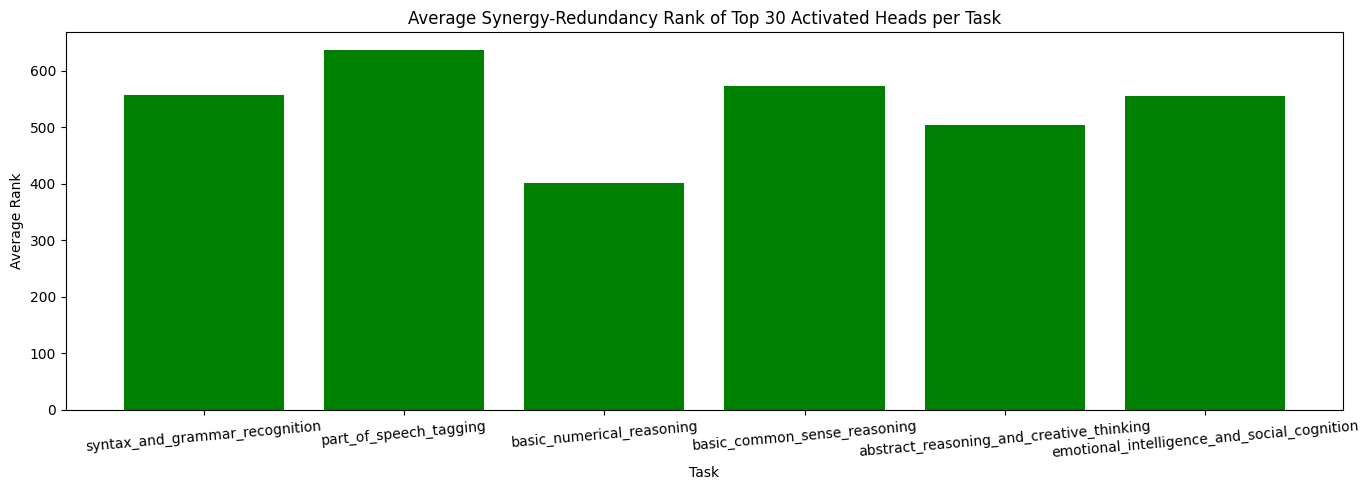 Average Synergy-Redundancy Rank of Top 30 Activated Heads per Task
Average Rank
600
500
400
300
200
100
0
syntax_and_grammar_recognition
part_of_speech_tagging
basic_numerical_reasoning
basic_common_sense_reasoning
abstract_reasoning_and_creative_thinking
emotional_intelligence_and_social_cognition
Task